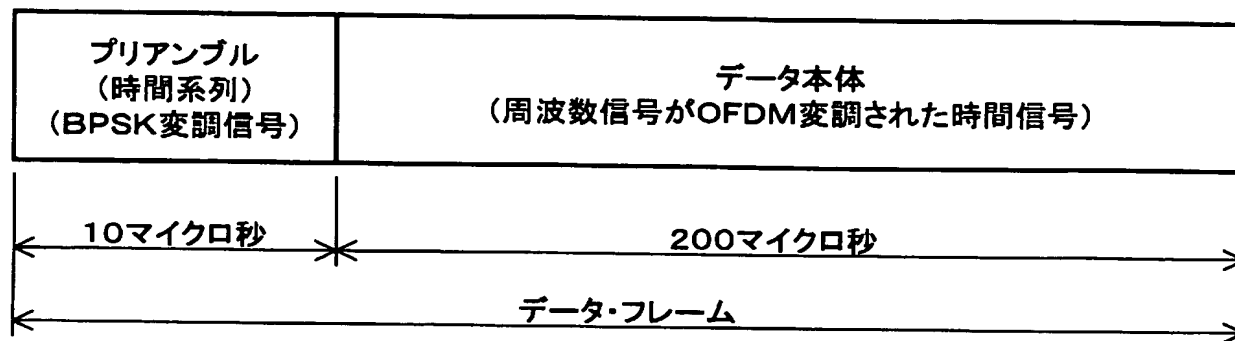 プリアンブル
（時間系列）
（BPSK変調信号）
データ本体
（周波数信号がOFDM変調された時間信号）
10マイクロ秒
200マイクロ秒
データ・フレーム